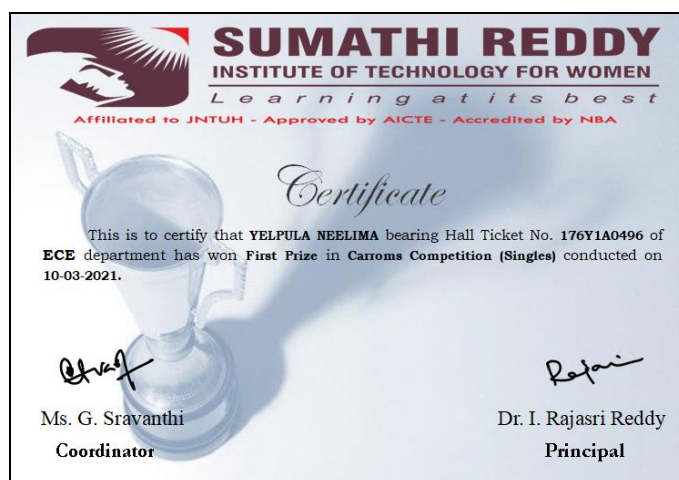 SUMATHI REDDY
INSTITUTE OF TECHNOLOGY FOR WOMEN
Learning at its best
Affiliated to JNTUH - Approved by AICTE - Accredited by NBA
Certificate
This is to certify that YELPULA NEELIMA bearing Hall Ticket No. 176Y1A0496 of
ECE department has won First Prize in Carroms Competition (Singles) conducted on
10-03-2021.
Ms. G. Sravanthi
Dr. I. Rajasri Reddy
Coordinator
Principal